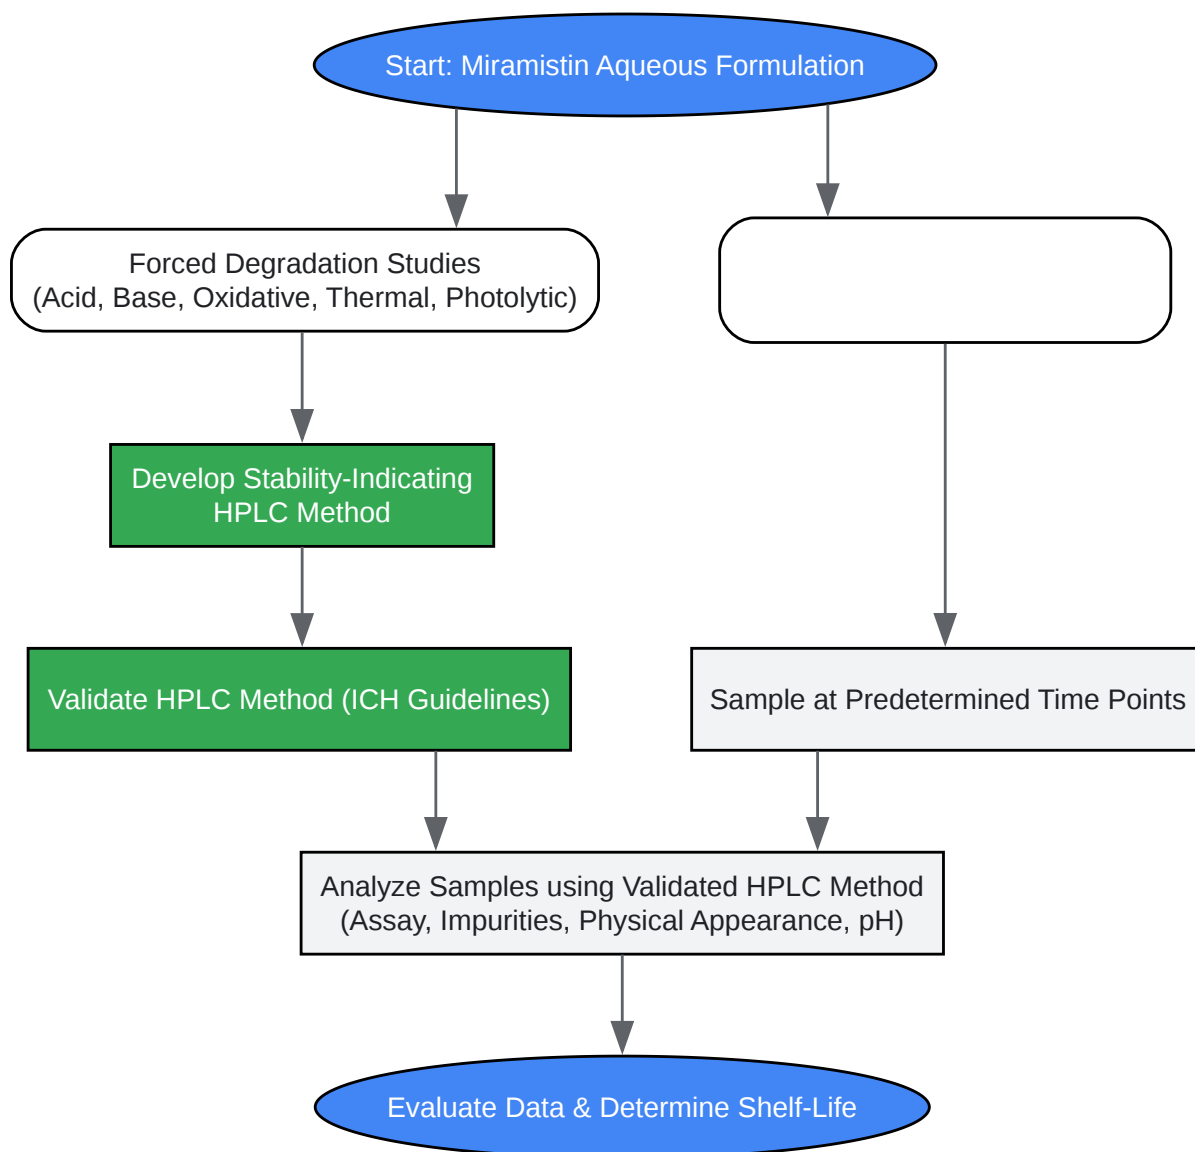 Start: Miramistin Aqueous Formulation
Forced Degradation Studies
(Acid, Base, Oxidative, Thermal, Photolytic)
Develop Stability-Indicating
HPLC Method
Validate HPLC Method (ICH Guidelines)
Sample at Predetermined Time Points
Analyze Samples using Validated HPLC Method
(Assay, Impurities, Physical Appearance, pH)
Evaluate Data & Determine Shelf-Life